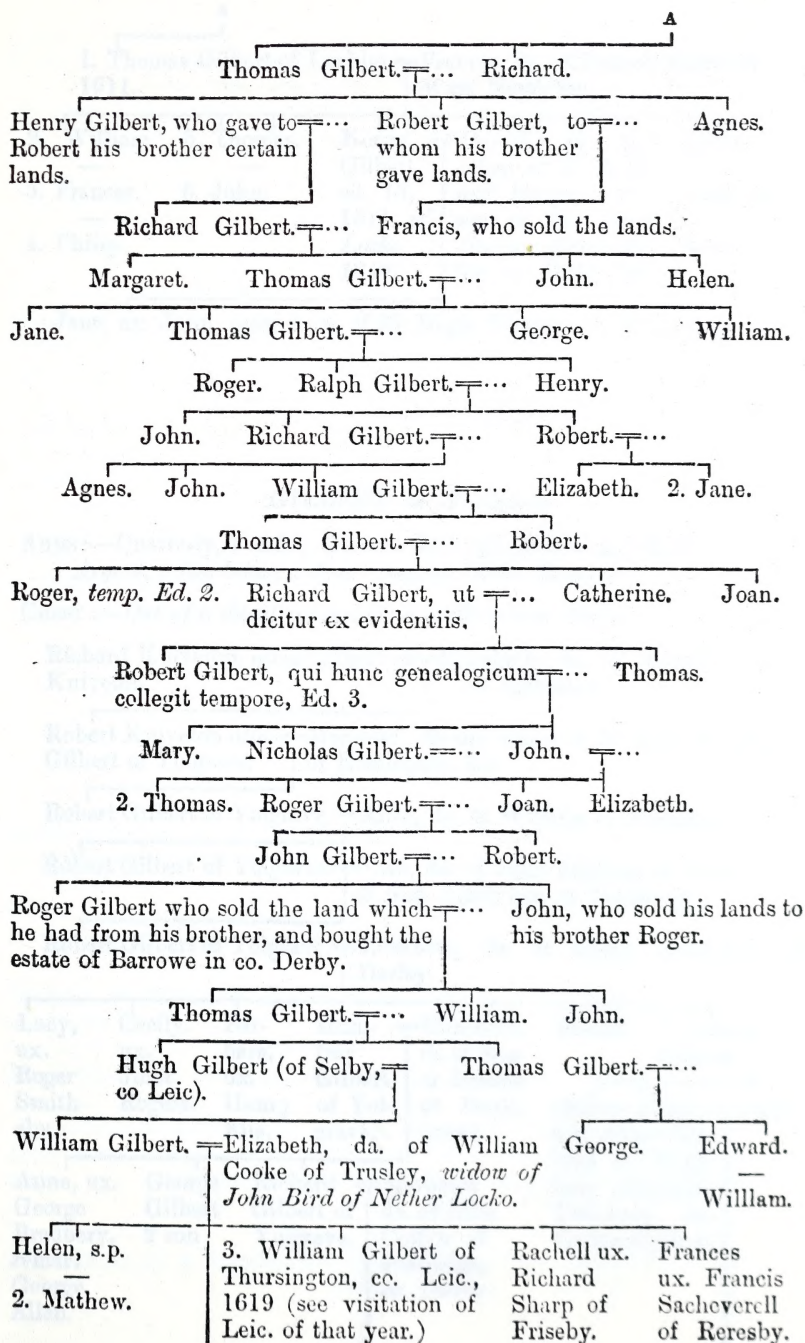 A
Thomas Gilbert.=... Richard.
Henry Gilbert, who gave to=... Robert Gilbert, to=... Agnes.
Robert his brother certain whom his brother
lands. gave lands.
Richard Gilbert.=... Francis, who sold the lands.
Margaret. Thomas Gilbert.=... John. Helen.
Jane. Thomas Gilbert.=... George. William.
Roger. Ralph Gilbert.=... Henry.
John. Richard Gilbert.=... Robert.=...
Agnes. John. William Gilbert.=... Elizabeth. 2. Jane.
Thomas Gilbert.=... Robert.
Roger, temp. Ed. 2. Richard Gilbert, ut =... Catherine. Joan.
dicitur ex evidentiis.
Robert Gilbert, qui hunc genealogicum=... Thomas.
collegit tempore, Ed. 3.
Mary. Nicholas Gilbert.=... John. =...
2. Thomas. Roger Gilbert.=... Joan. Elizabeth.
John Gilbert.=... Robert.
Roger Gilbert who sold the land which=... John, who sold his lands to
he had from his brother, and bought the his brother Roger.
estate of Barrowe in co. Derby.
Thomas Gilbert.=... William. John.
Hugh Gilbert (of Selby,= Thomas Gilbert.=...
co Leic).
William Gilbert. =Elizabeth, da. of William George. Edward.
Cooke of Trusley, widow of —
John Bird of Nether Locko. Willlam.
Helen, s.p. 3. William Gilbert of Rachell ux. Frances
Thursington, co. Leic., Richard ux. Francis
2. Mathew. 1619 (see visitation of Sharp of Sacheverell
Leic. of that year.) Friseby. of Reresby.